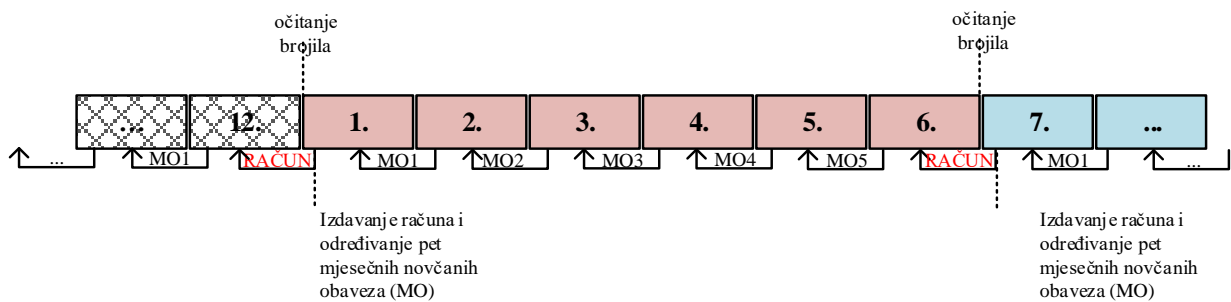 očitanje
brojila
očitanje
brojila
... 12. 1. 2. 3. 4. 5. 6. 7. ...
... MO1 RAČUN MO1 MO2 MO3 MO4 MO5 RAČUN MO1 ...
Izdavanje računa i
određivanje pet
mjesečnih novčanih
obaveza (MO)
Izdavanje računa i
određivanje pet
mjesečnih novčanih
obaveza (MO)